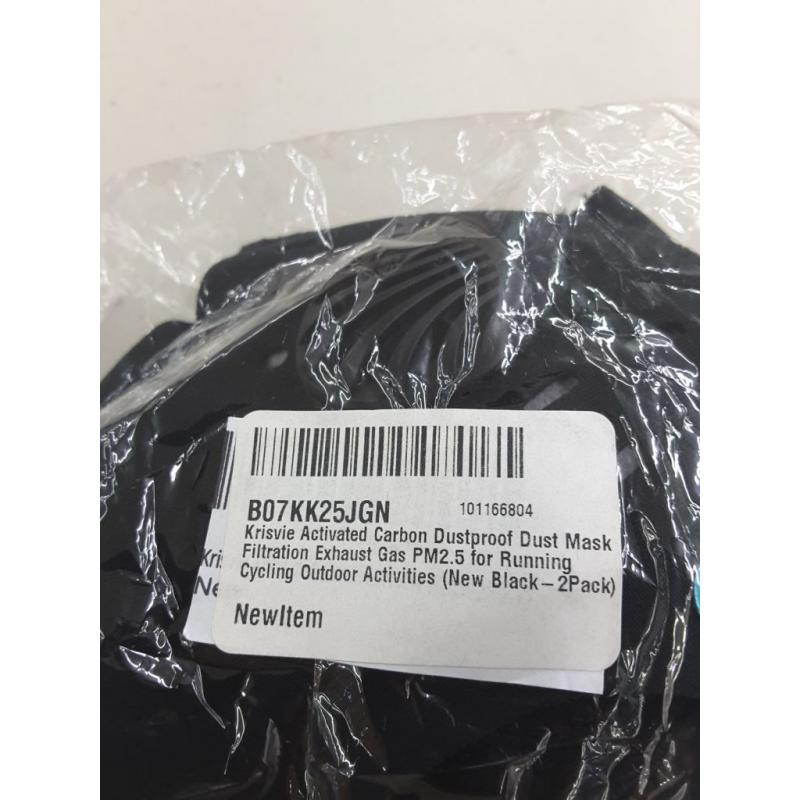 B07KK25JGN 101166804
Krisvie Activated Carbon Dustproof Dust Mask
Filtration Exhaust Gas PM2.5 for Running
Cycling Outdoor Activities (New Black-2Pack)
NewItem